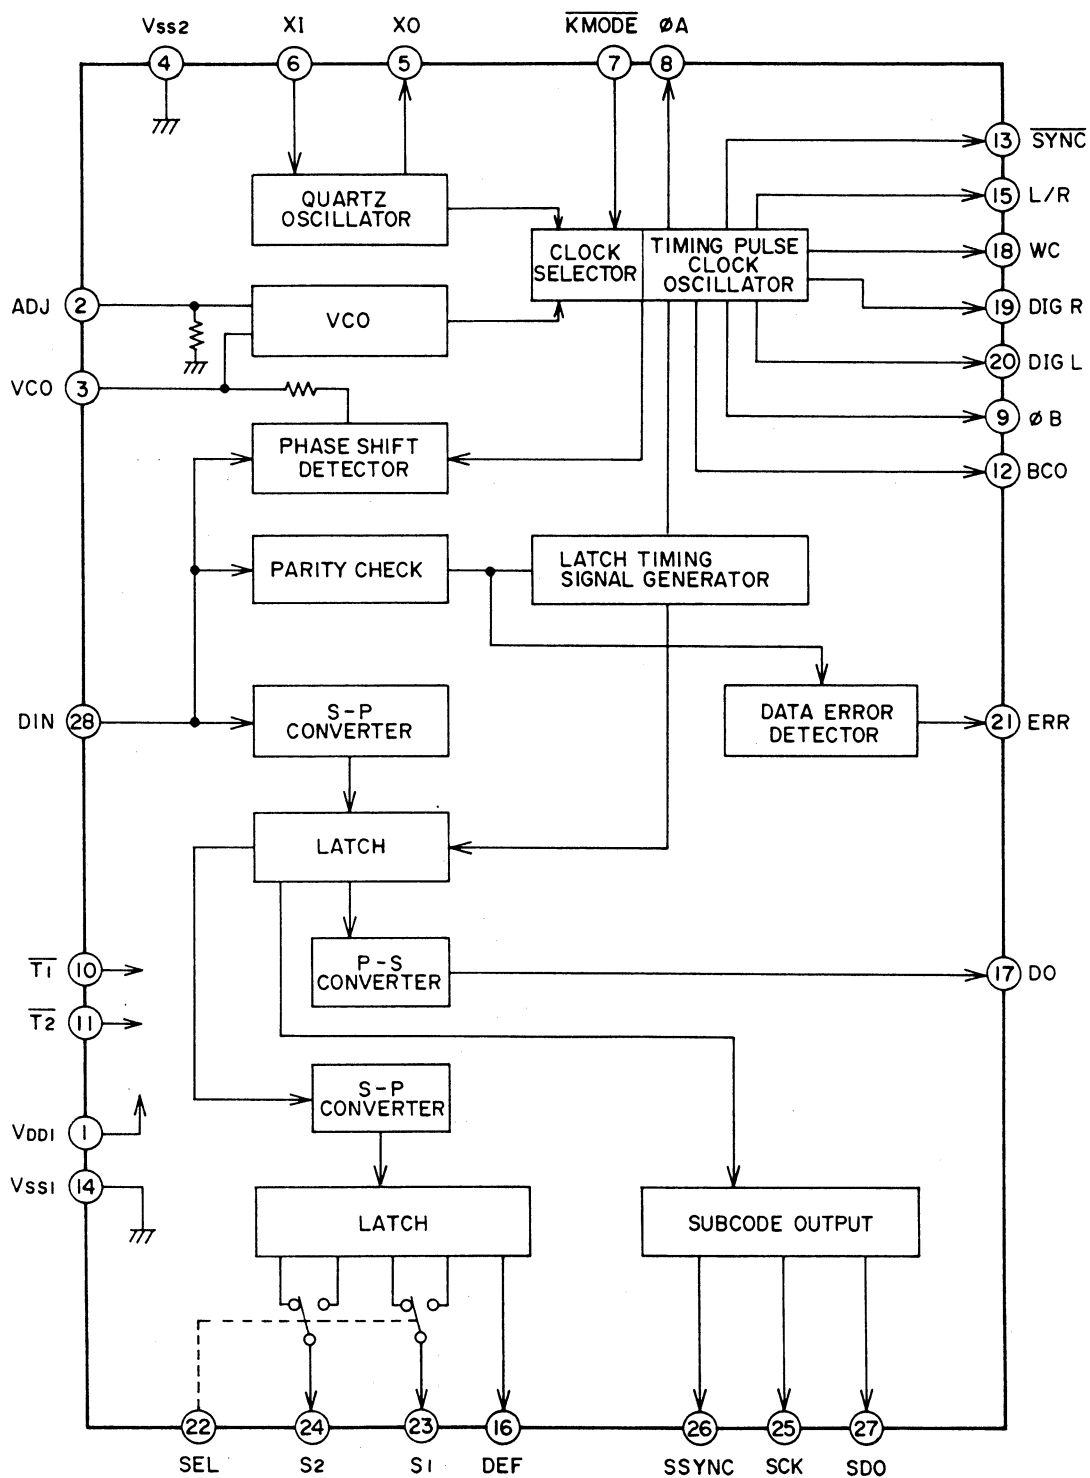 Vss2 XI XO KMODE ØA
4 6 5 7 8
13 SYNC
QUARTZ
OSCILLATOR
15 L/R
CLOCK
SELECTOR
TIMING PULSE
CLOCK
OSCILLATOR
18 WC
ADJ 2
VCO
19 DIG R
20 DIG L
VCO 3
9 ØB
PHASE SHIFT
DETECTOR
12 BCO
PARITY CHECK
LATCH TIMING
SIGNAL GENERATOR
DIN 28
S-P
CONVERTER
DATA ERROR
DETECTOR
21 ERR
LATCH
T1 10
P-S
CONVERTER
17 DO
T2 11
S-P
CONVERTER
VDD1 1
VSS1 14
LATCH
SUBCODE OUTPUT
22 24 23 16 26 25 27
SEL S2 S1 DEF SSYNC SCK SDO